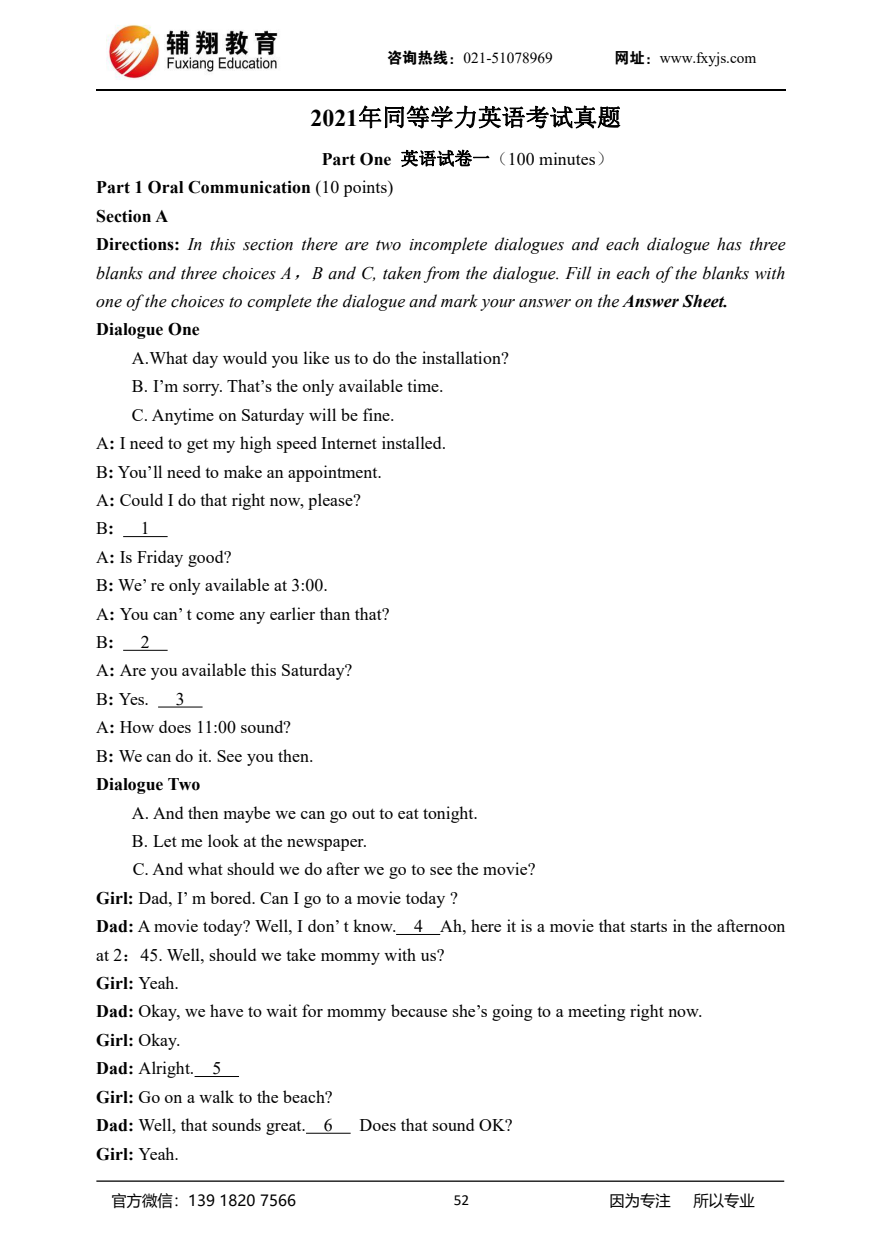 辅翔教育
Fuxiang Education
咨询热线：021-51078969 网址：www.fxyjs.com
2021年同等学力英语考试真题
Part One 英语试卷一（100 minutes）
Part 1 Oral Communication (10 points)
Section A
Directions: In this section there are two incomplete dialogues and each dialogue has three
blanks and three choices A，B and C, taken from the dialogue. Fill in each of the blanks with
one of the choices to complete the dialogue and mark your answer on the Answer Sheet.
Dialogue One
A.What day would you like us to do the installation?
B. I’m sorry. That’s the only available time.
C. Anytime on Saturday will be fine.
A: I need to get my high speed Internet installed.
B: You’ll need to make an appointment.
A: Could I do that right now, please?
B: __1__
A: Is Friday good?
B: We’ re only available at 3:00.
A: You can’ t come any earlier than that?
B: __2__
A: Are you available this Saturday?
B: Yes. __3__
A: How does 11:00 sound?
B: We can do it. See you then.
Dialogue Two
A. And then maybe we can go out to eat tonight.
B. Let me look at the newspaper.
C. And what should we do after we go to see the movie?
Girl: Dad, I’ m bored. Can I go to a movie today ?
Dad: A movie today? Well, I don’ t know.__4__Ah, here it is a movie that starts in the afternoon
at 2：45. Well, should we take mommy with us?
Girl: Yeah.
Dad: Okay, we have to wait for mommy because she’s going to a meeting right now.
Girl: Okay.
Dad: Alright.__5__
Girl: Go on a walk to the beach?
Dad: Well, that sounds great.__6__ Does that sound OK?
Girl: Yeah.
官方微信：139 1820 7566 52 因为专注 所以专业